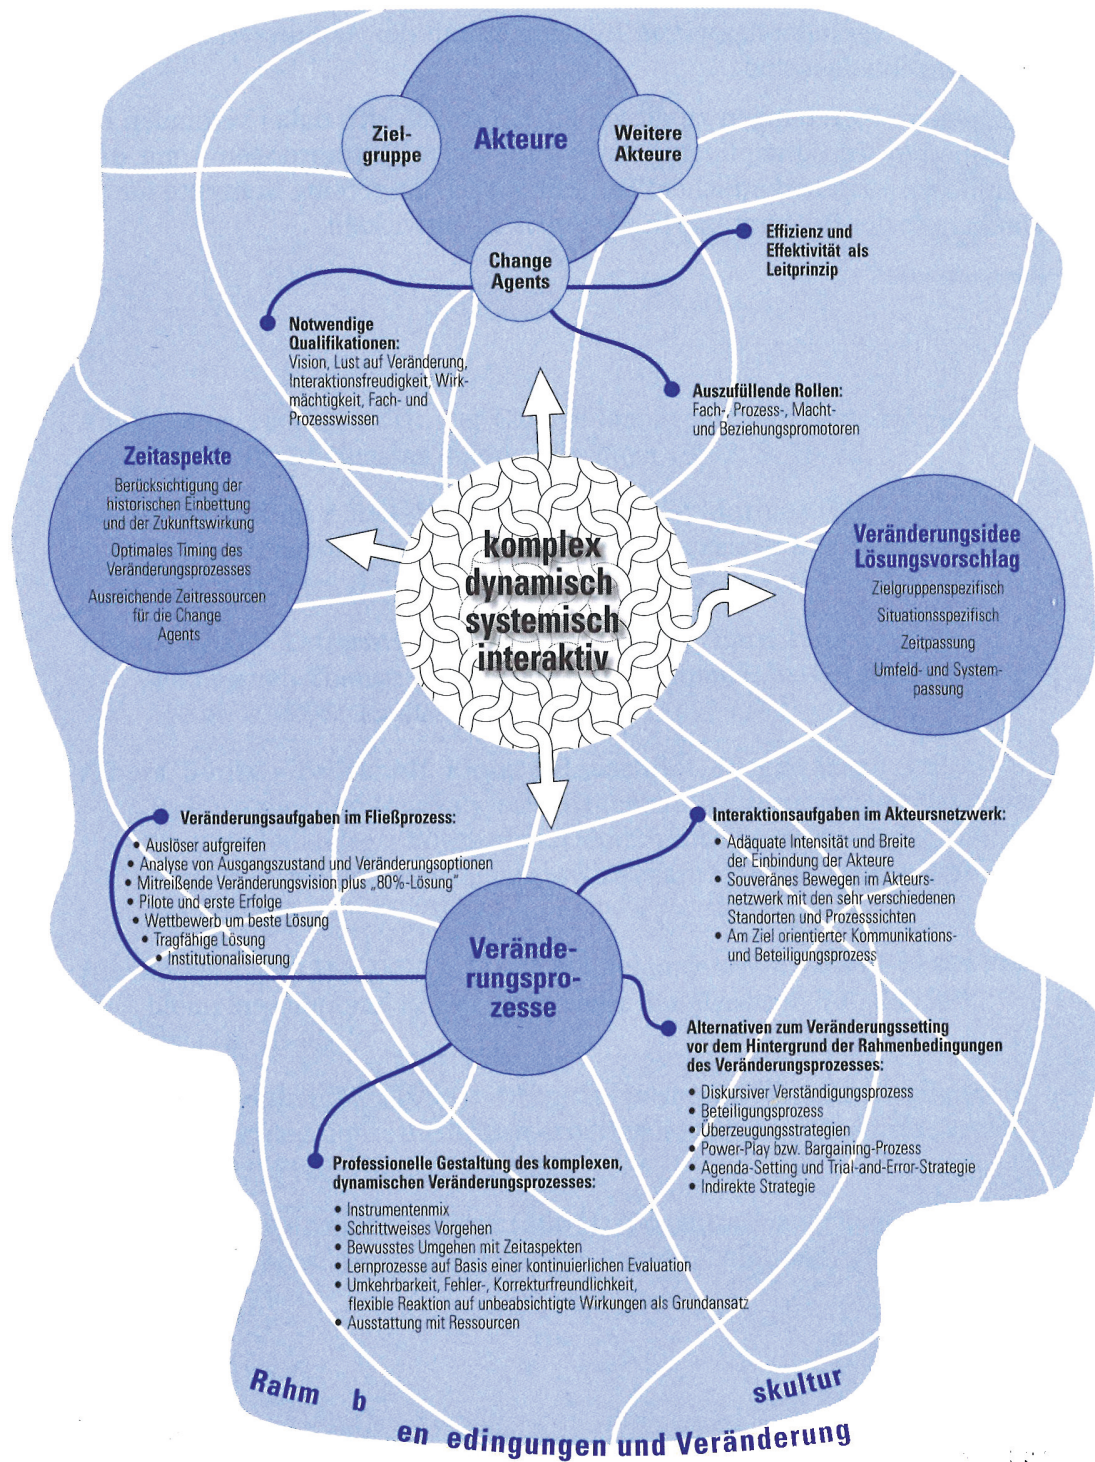 Akteure
Ziel-
gruppe
Weitere
Akteure
Change
Agents
Effizienz und
Effektivität als
Leitprinzip
Notwendige
Qualifikationen:
Vision, Lust auf Veränderung,
Interaktionsfreudigkeit, Wirk-
mächtigkeit, Fach- und
Prozesswissen
Auszufüllende Rollen:
Fach-, Prozess-, Macht-
und Beziehungspromotoren
Zeitaspekte
Berücksichtigung der
historischen Einbettung
und der Zukunftswirkung
Optimales Timing des
Veränderungsprozesses
Ausreichende Zeitressourcen
für die Change
Agents
komplex
dynamisch
systemisch
interaktiv
Veränderungsidee
Lösungsvorschlag
Zielgruppenspezifisch
Situationsspezifisch
Zeitpassung
Umfeld- und System-
passung
Veränderungsaufgaben im Fließprozess:
• Auslöser aufgreifen
• Analyse von Ausgangszustand und Veränderungsoptionen
• Mitreißende Veränderungsvision plus „80%-Lösung"
• Pilote und erste Erfolge
• Wettbewerb um beste Lösung
• Tragfähige Lösung
• Institutionalisierung
Interaktionsaufgaben im Akteursnetzwerk:
• Adäquate Intensität und Breite
der Einbindung der Akteure
• Souveränes Bewegen im Akteurs-
netzwerk mit den sehr verschiedenen
Standorten und Prozesssichten
• Am Ziel orientierter Kommunikations-
und Beteiligungsprozess
Verände-
rungspro-
zesse
Alternativen zum Veränderungssetting
vor dem Hintergrund der Rahmenbedingungen
des Veränderungsprozesses:
• Diskursiver Verständigungsprozess
• Beteiligungsprozess
• Überzeugungsstrategien
• Power-Play bzw. Bargaining-Prozess
• Agenda-Setting und Trial-and-Error-Strategie
• Indirekte Strategie
Professionelle Gestaltung des komplexen,
dynamischen Veränderungsprozesses:
• Instrumentenmix
• Schrittweises Vorgehen
• Bewusstes Umgehen mit Zeitaspekten
• Lernprozesse auf Basis einer kontinuierlichen Evaluation
• Umkehrbarkeit, Fehler-, Korrekturfreundlichkeit,
flexible Reaktion auf unbeabsichtigte Wirkungen als Grundansatz
• Ausstattung mit Ressourcen
Rahmenbedingungen und Veränderungskultur